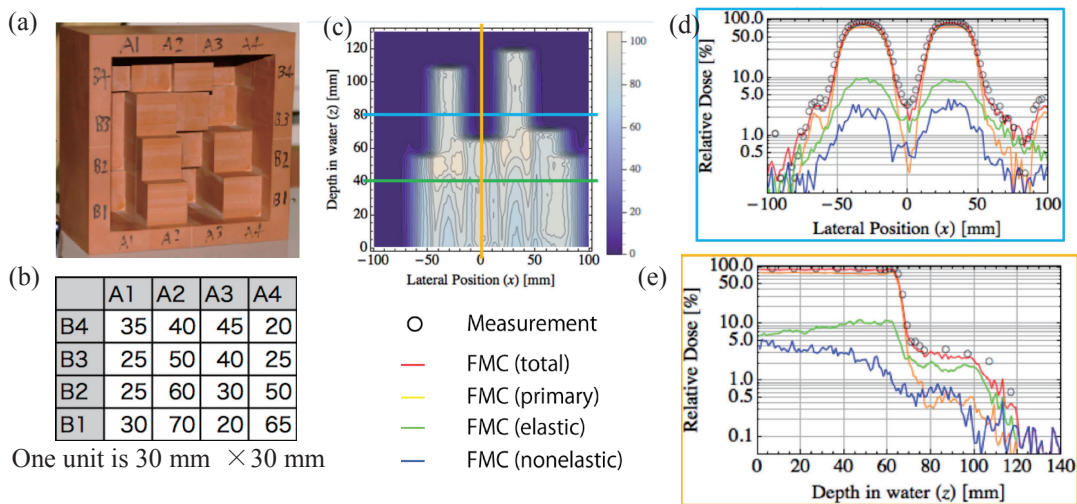 (a)
A1 A2 A3 A4
B4 B4
B3 B3
B2 B2
B1 B1
A1 A2 A3 A4
(b)
A1 A2 A3 A4
B4 35 40 45 20
B3 25 50 40 25
B2 25 60 30 50
B1 30 70 20 65
One unit is 30 mm × 30 mm
(c)
Depth in water (z) [mm]
120
100
80
60
40
20
0
-100 -50 0 50 100
Lateral Position (x) [mm]
100
80
60
40
20
0
Measurement
FMC (total)
FMC (primary)
FMC (elastic)
FMC (nonelastic)
(d)
Relative Dose [%]
100.0
50.0
10.0
5.0
1.0
0.5
-100 -50 0 50 100
Lateral Position (x) [mm]
(e)
Relative Dose [%]
100.0
50.0
10.0
5.0
1.0
0.5
0.1
0 20 40 60 80 100 120 140
Depth in water (z) [mm]